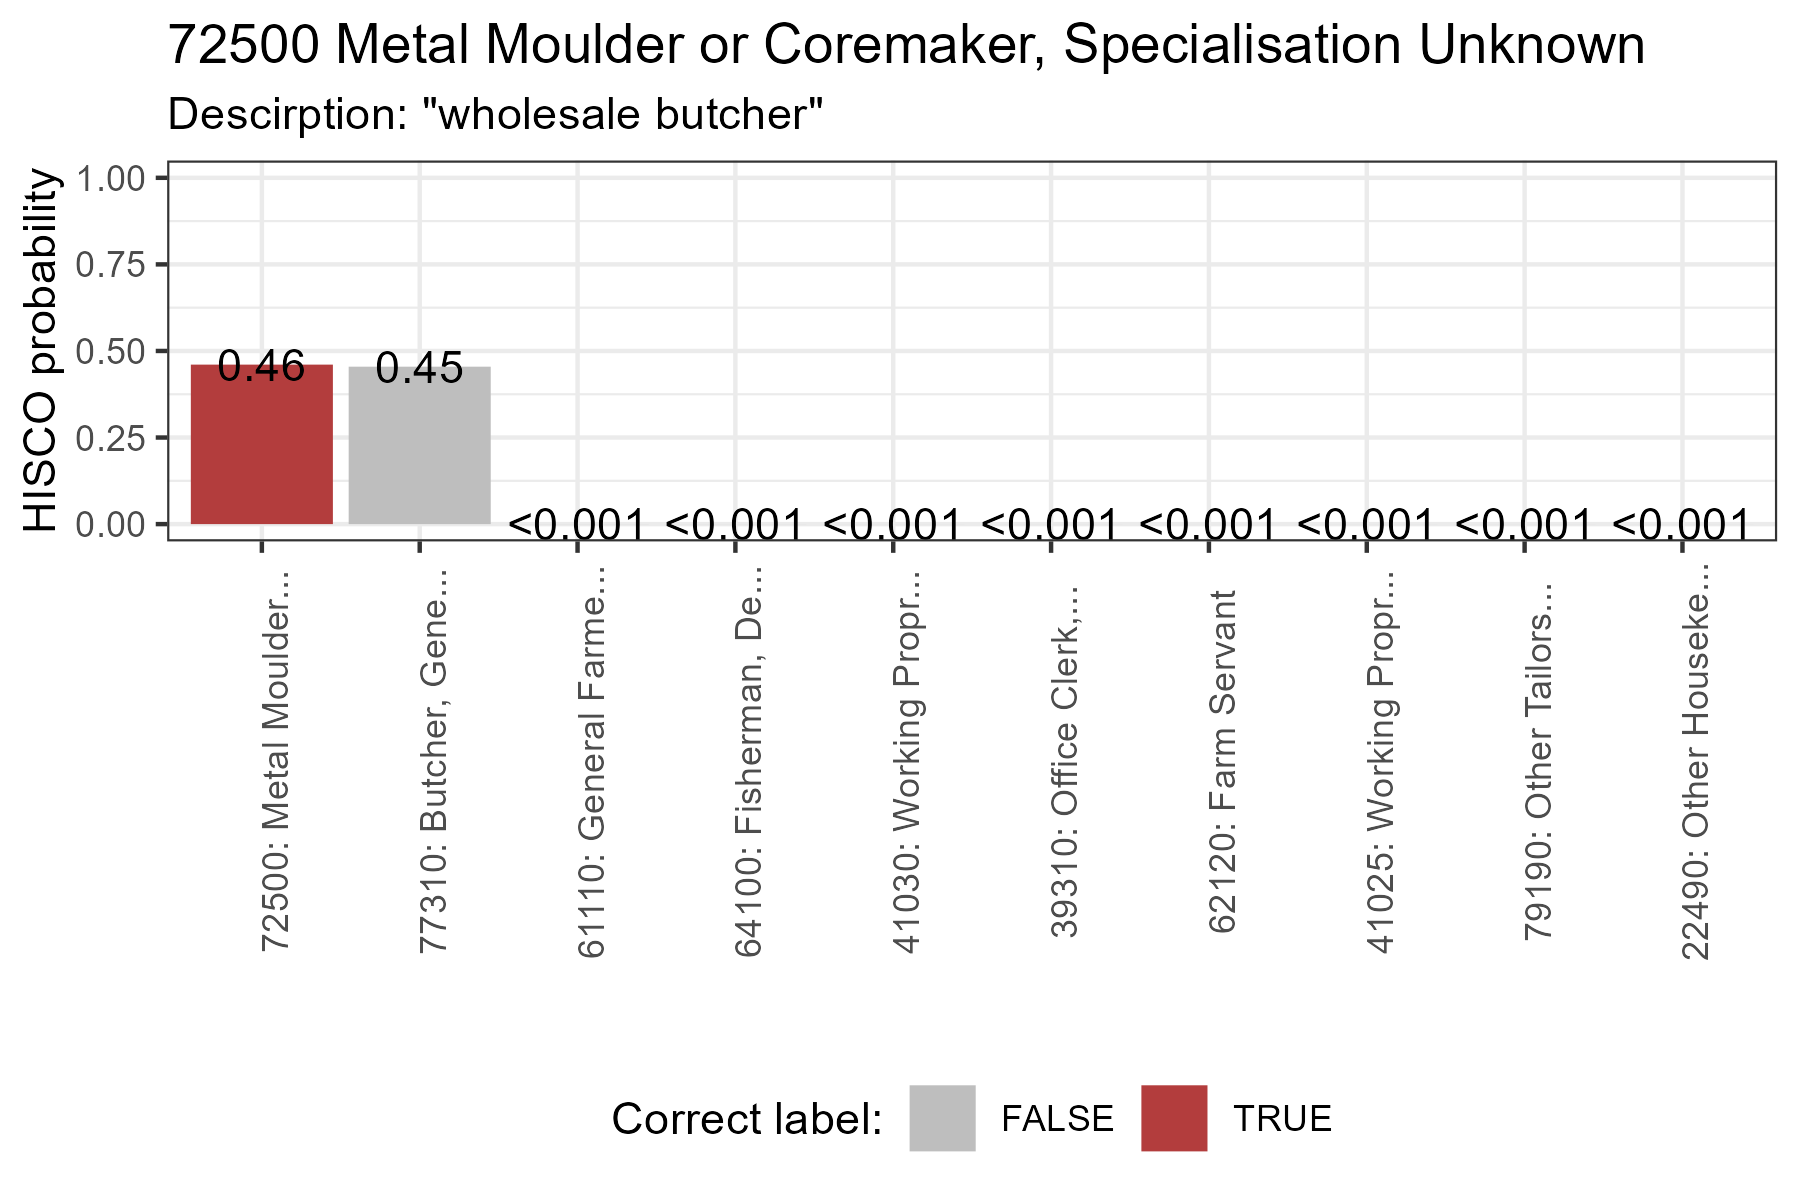 72500 Metal Moulder or Coremaker, Specialisation Unknown
Descirption: "wholesale butcher"
HISCO probability
1.00
0.75
0.50
0.25
0.00
0.46
0.45
<0.001
<0.001
<0.001
<0.001
<0.001
<0.001
<0.001
<0.001
72500: Metal Moulder...
77310: Butcher, Gene...
61110: General Farme...
64100: Fisherman, De...
41030: Working Propr...
39310: Office Clerk,...
62120: Farm Servant
41025: Working Propr...
79190: Other Tailors...
22490: Other Houseke...
Correct label: FALSE TRUE